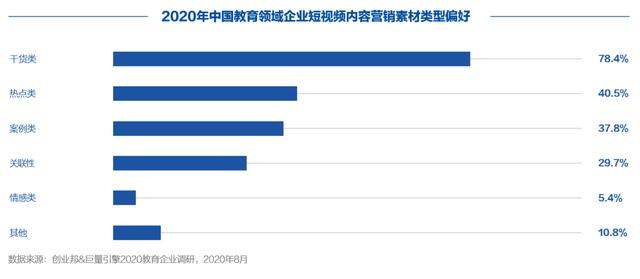 2020年中国教育领域企业短视频内容营销素材类型偏好
干货类 78.4%
热点类 40.5%
案例类 37.8%
关联性 29.7%
情感类 5.4%
其他 10.8%
数据来源：创业邦&巨量引擎2020教育企业调研，2020年8月